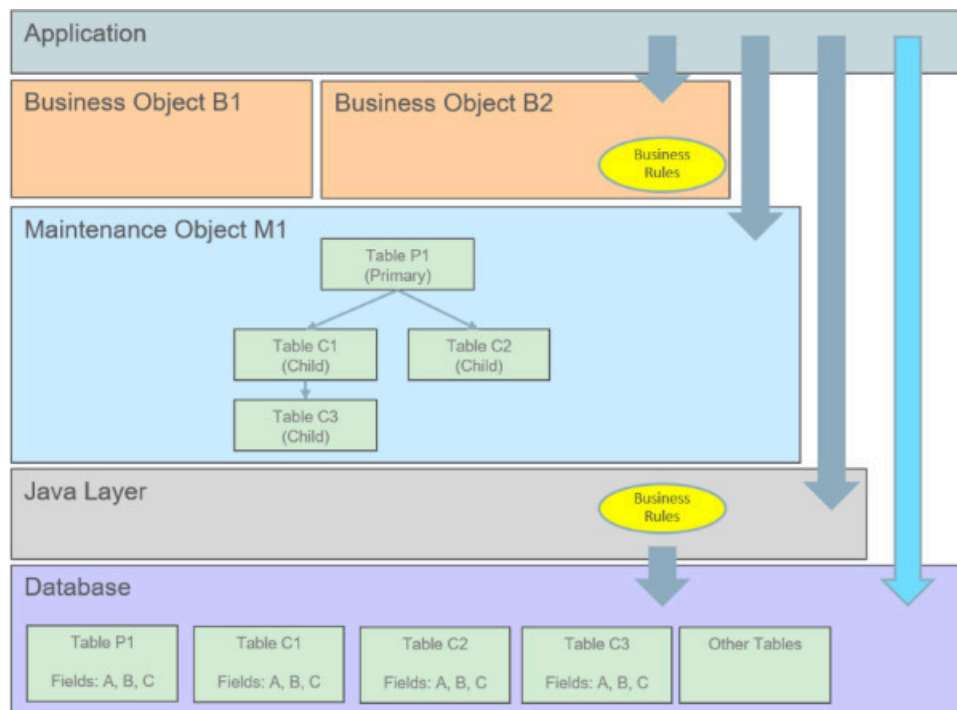 Application
Business Object B1
Business Object B2
Business
Rules
Maintenance Object M1
Table P1
(Primary)
Table C1
(Child)
Table C2
(Child)
Table C3
(Child)
Java Layer
Business
Rules
Database
Table P1
Fields: A, B, C
Table C1
Fields: A, B, C
Table C2
Fields: A, B, C
Table C3
Fields: A, B, C
Other Tables